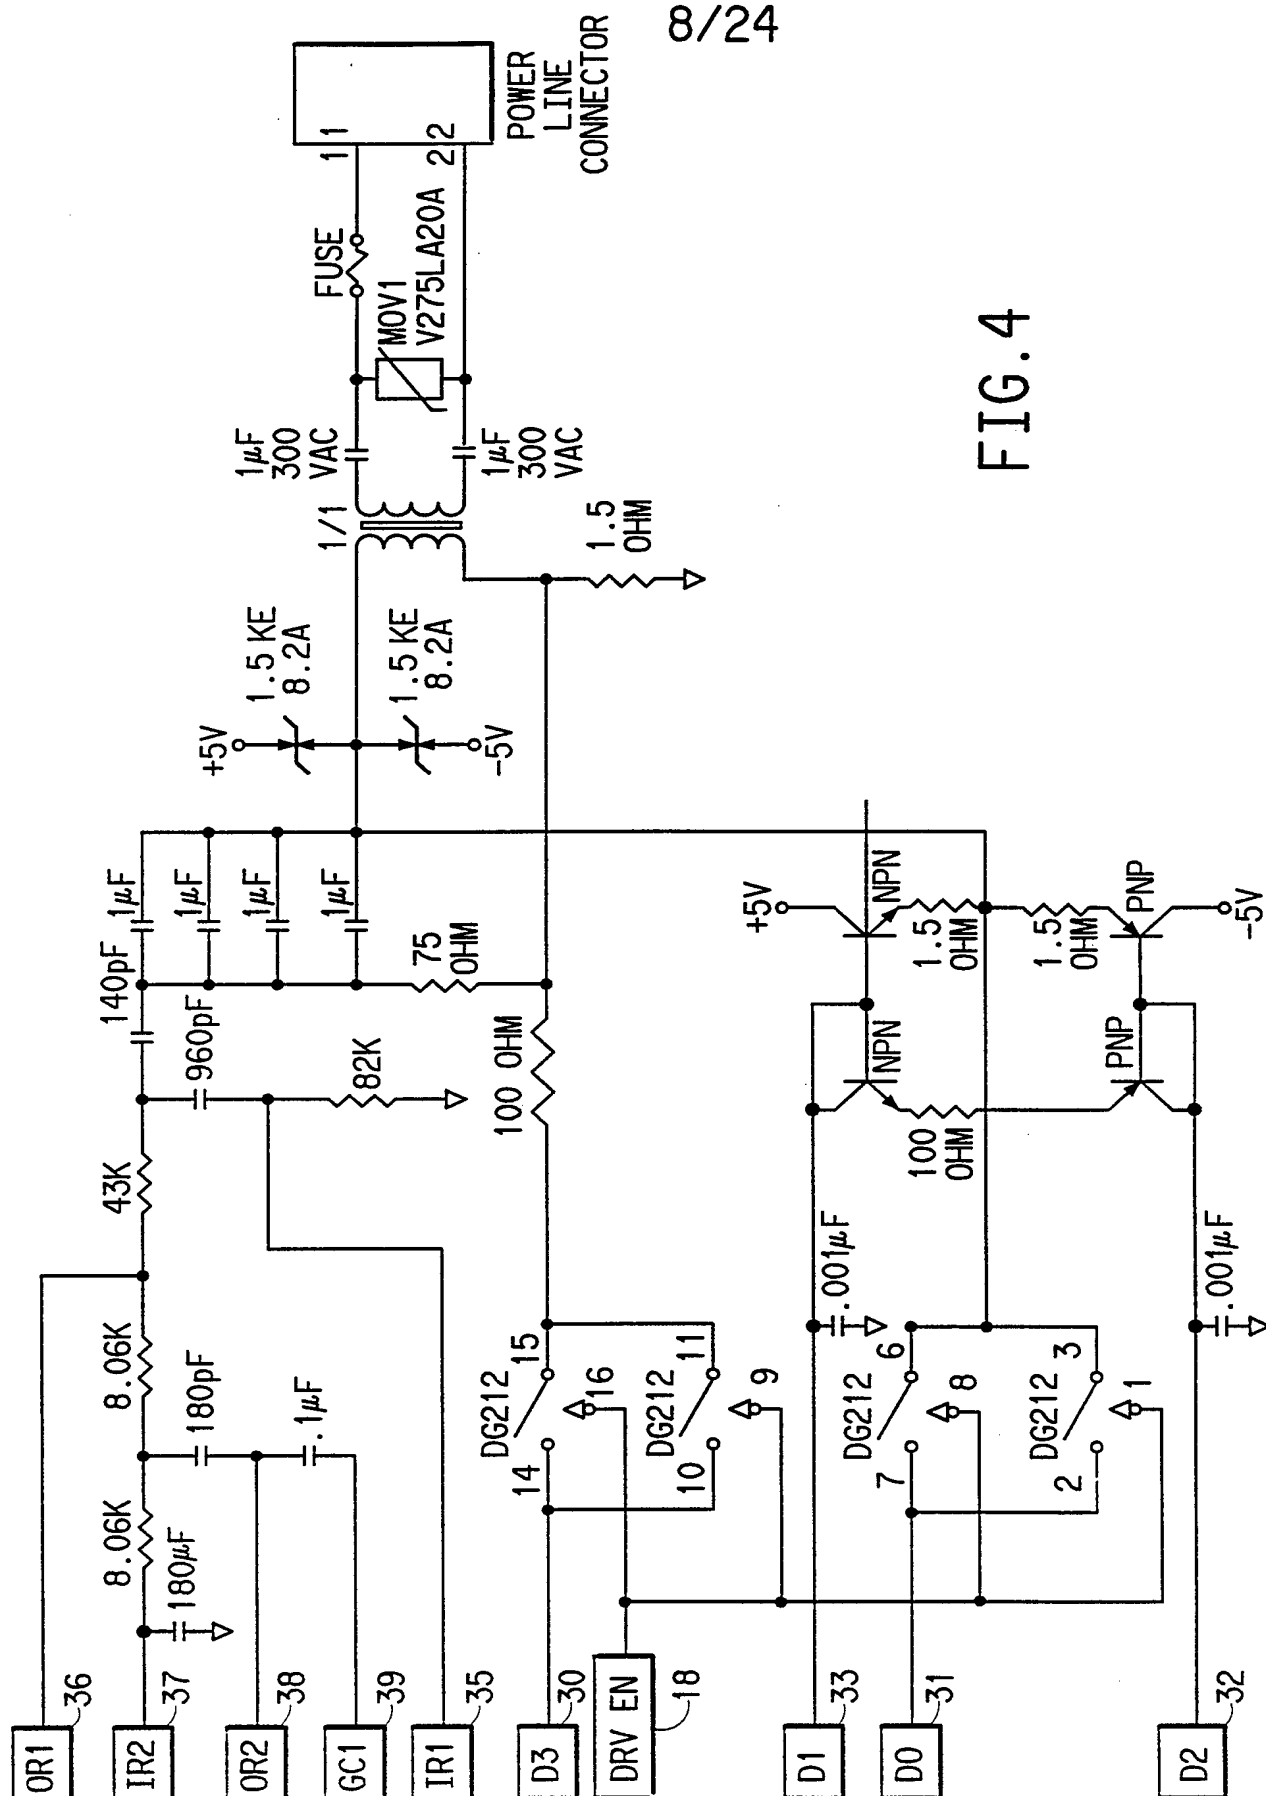 8/24
POWER
LINE
CONNECTOR
1 1
2 2
FUSE
MOV1
V275LA20A
1µF
300
VAC
1µF
300
VAC
1/1
1.5
OHM
+5V
1.5 KE
8.2A
1.5 KE
8.2A
-5V
1µF
1µF
1µF
1µF
140pF
960pF
75
OHM
82K
100 OHM
43K
8.06K
180pF
.1µF
8.06K
180µF
OR1
36
IR2
37
OR2
38
GC1
39
IR1
35
D3
30
DRV EN
18
D1
33
D0
31
D2
32
DG212
14
15
16
DG212
10
11
9
DG212
7
6
8
DG212
2
3
1
.001µF
.001µF
+5V
NPN
1.5
OHM
1.5
OHM
PNP
-5V
NPN
100
OHM
PNP
FIG.4